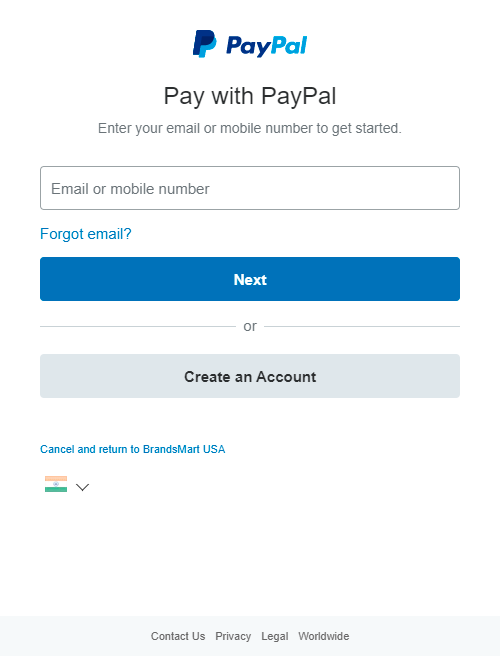 PayPal
Pay with PayPal
Enter your email or mobile number to get started.
Email or mobile number
Forgot email?
Next
or
Create an Account
Cancel and return to BrandsMart USA
Contact Us Privacy Legal Worldwide